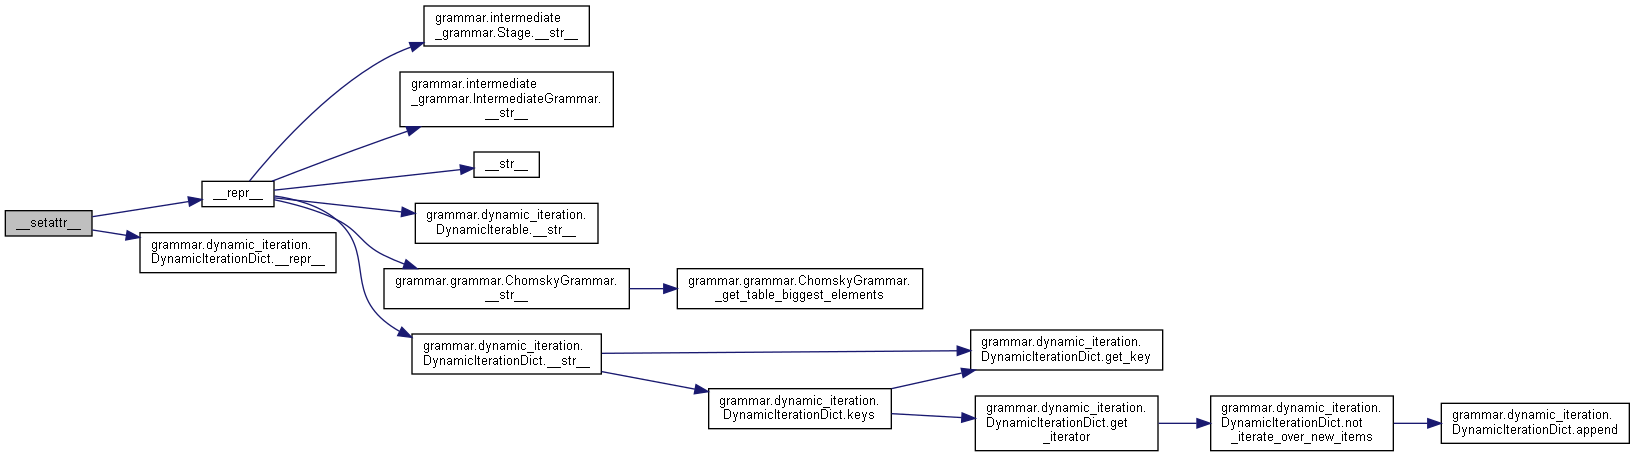 grammar.intermediate
_grammar.Stage.__str__
grammar.intermediate
_grammar.IntermediateGrammar.
__str__
__str__
__repr__
__setattr__
grammar.dynamic_iteration.
DynamicIterable.__str__
grammar.dynamic_iteration.
DynamicIterationDict.__repr__
grammar.grammar.ChomskyGrammar.
__str__
grammar.grammar.ChomskyGrammar.
_get_table_biggest_elements
grammar.dynamic_iteration.
DynamicIterationDict.__str__
grammar.dynamic_iteration.
DynamicIterationDict.get_key
grammar.dynamic_iteration.
DynamicIterationDict.keys
grammar.dynamic_iteration.
DynamicIterationDict.get
_iterator
grammar.dynamic_iteration.
DynamicIterationDict.not
_iterate_over_new_items
grammar.dynamic_iteration.
DynamicIterationDict.append